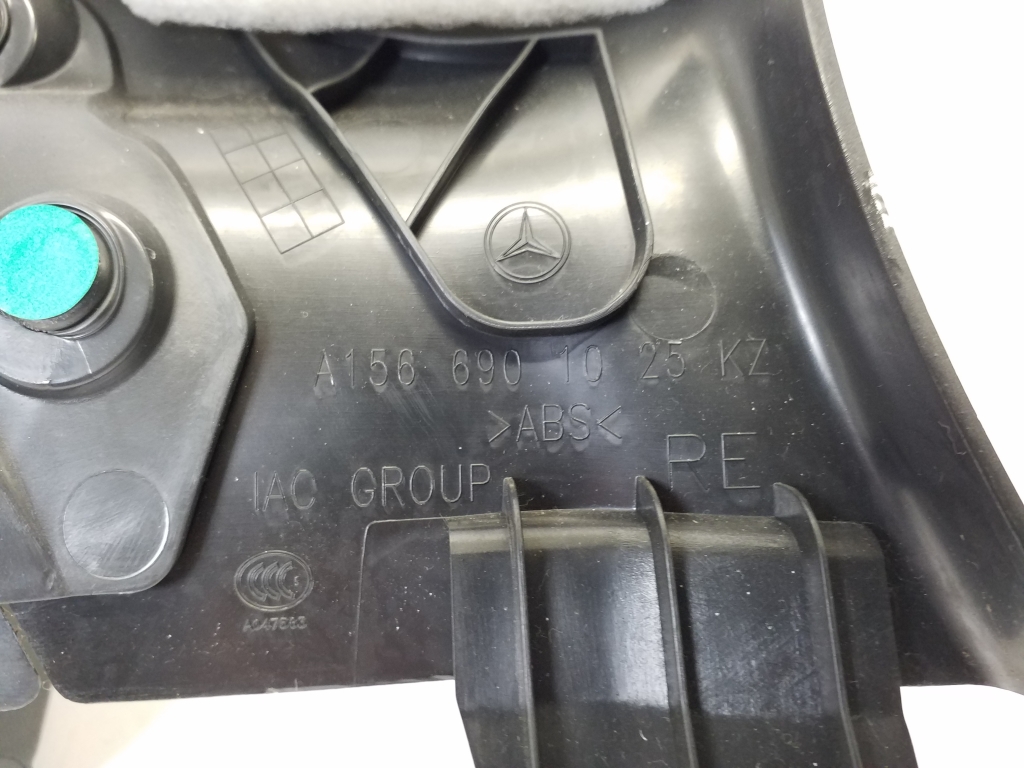 A156 690 10 25 KZ
>ABS<
RE
IAC GROUP